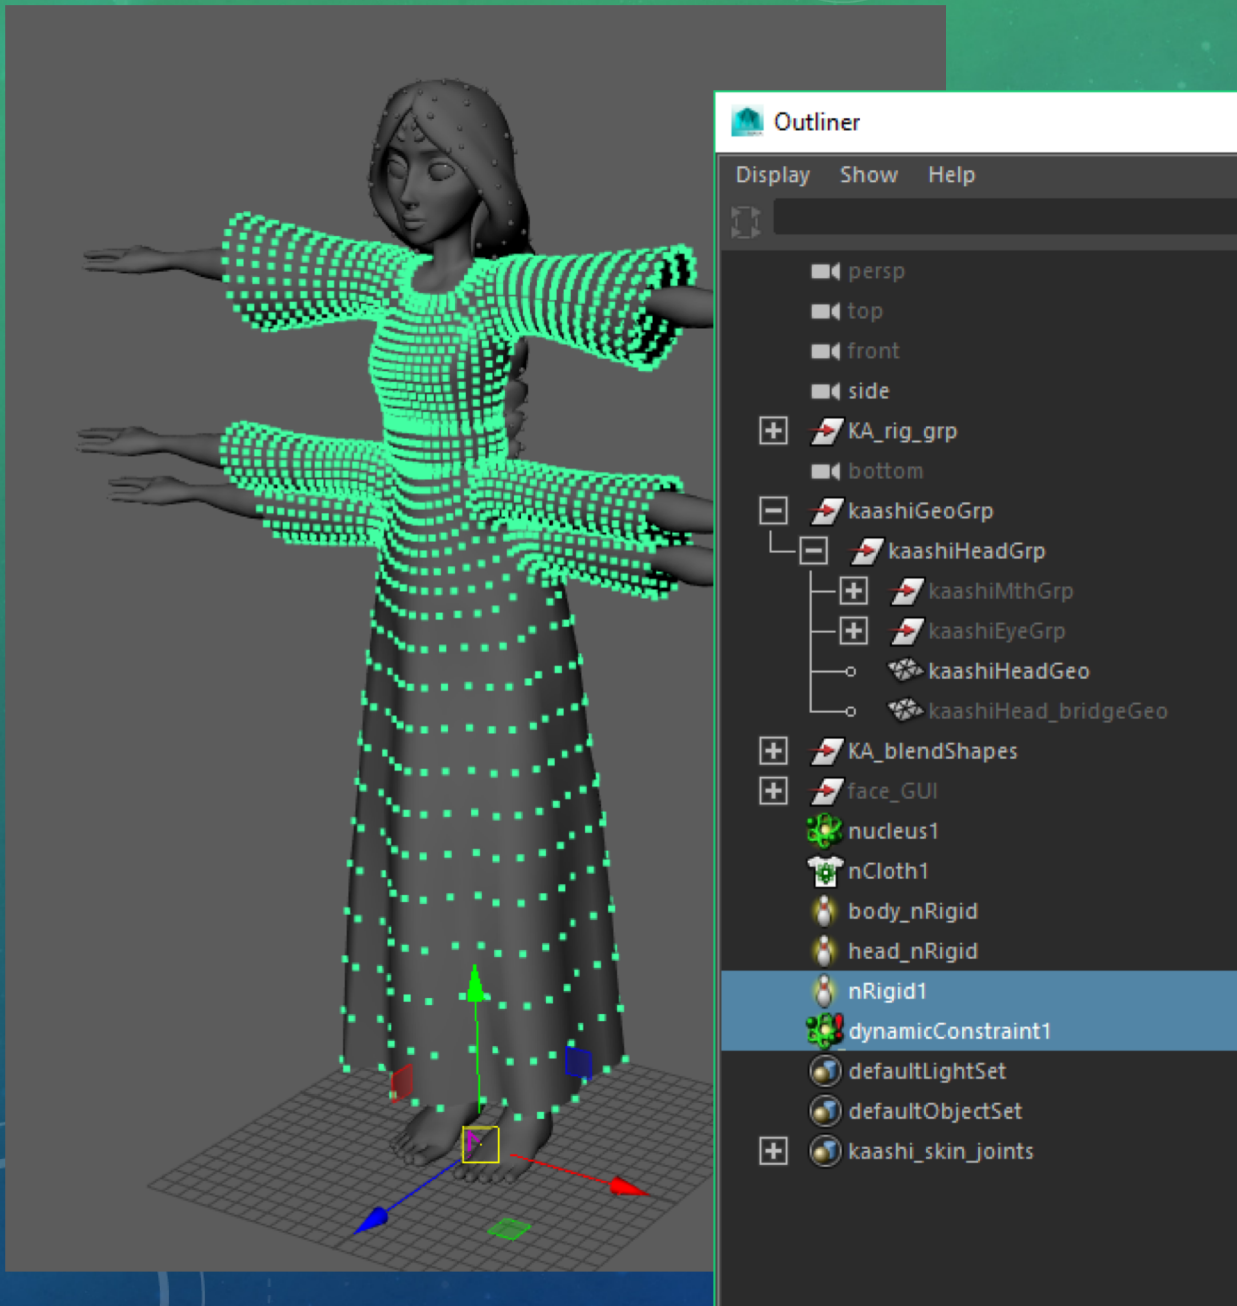 Outliner
Display Show Help
persp
top
front
side
KA_rig_grp
bottom
kaashiGeoGrp
kaashiHeadGrp
kaashiMthGrp
kaashiEyeGrp
kaashiHeadGeo
kaashiHead_bridgeGeo
KA_blendShapes
face_GUI
nucleus1
nCloth1
body_nRigid
head_nRigid
nRigid1
dynamicConstraint1
defaultLightSet
defaultObjectSet
kaashi_skin_joints